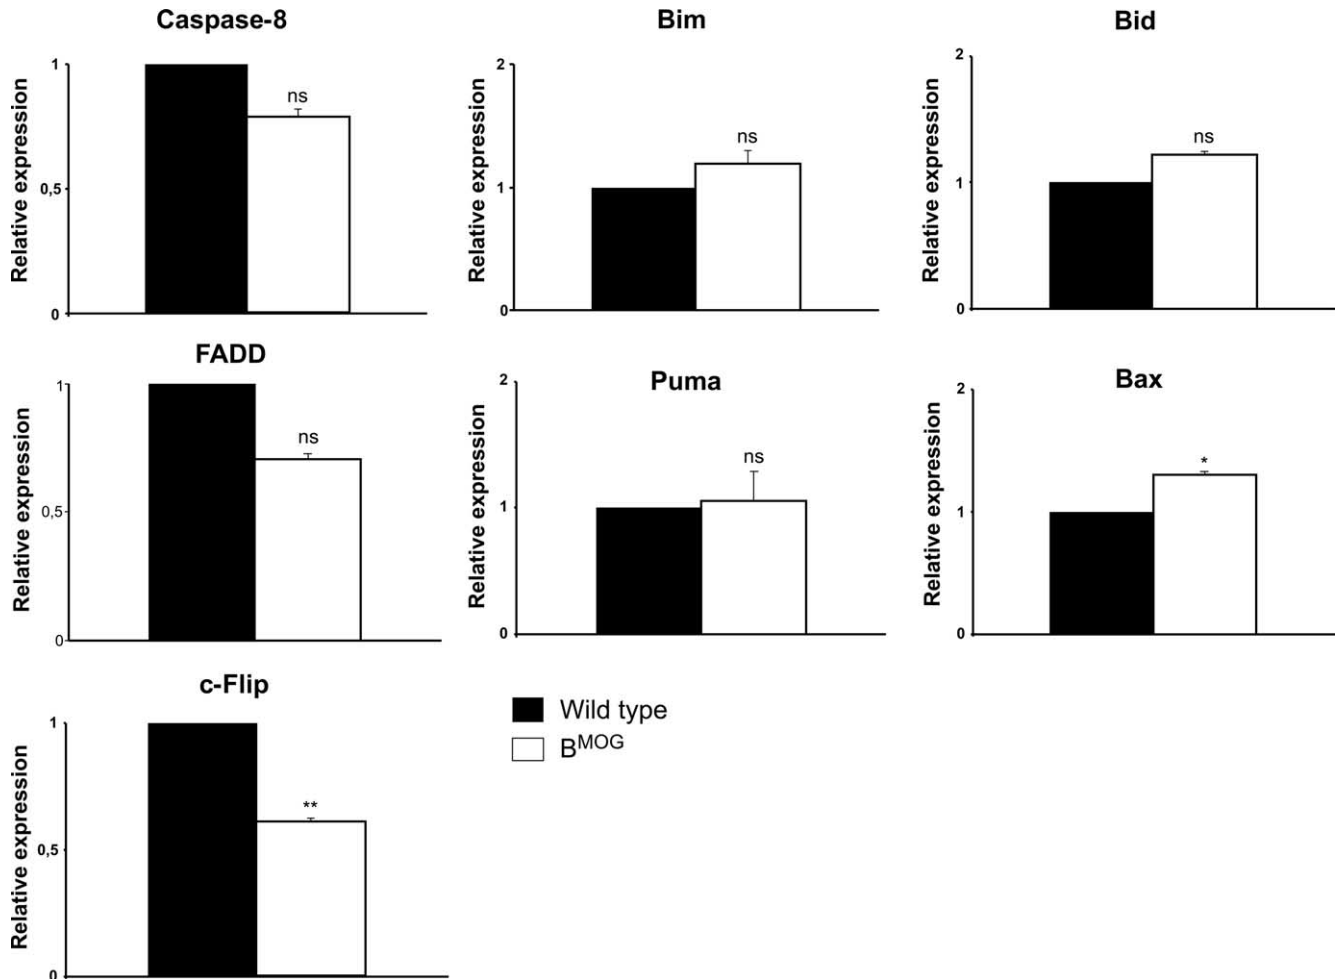 Caspase-8
Relative expression
1
0,5
0
ns
Bim
Relative expression
2
1
0
ns
Bid
Relative expression
2
1
0
ns
FADD
Relative expression
1
0,5
0
ns
Puma
Relative expression
2
1
0
ns
Bax
Relative expression
2
1
0
*
c-Flip
Relative expression
1
0,5
0
**
Wild type
B^MOG